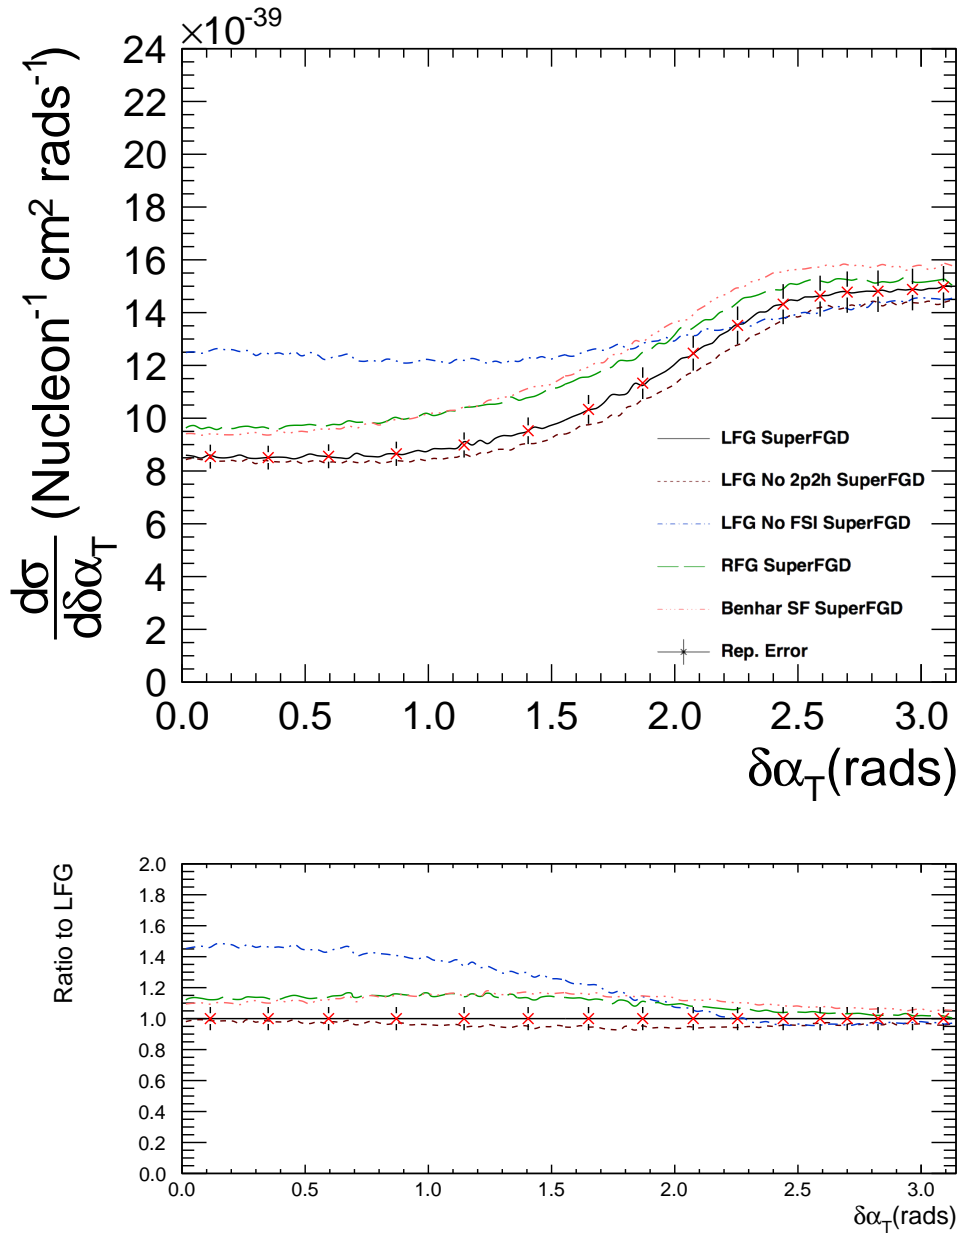 ×10⁻³⁹
dσ/dδα_T (Nucleon⁻¹ cm² rads⁻¹)
24
22
20
18
16
14
12
10
8
6
4
2
0
LFG SuperFGD
LFG No 2p2h SuperFGD
LFG No FSI SuperFGD
RFG SuperFGD
Benhar SF SuperFGD
Rep. Error
0.0 0.5 1.0 1.5 2.0 2.5 3.0
δα_T(rads)
Ratio to LFG
2.0
1.8
1.6
1.4
1.2
1.0
0.8
0.6
0.4
0.2
0.0
0.0 0.5 1.0 1.5 2.0 2.5 3.0
δα_T(rads)